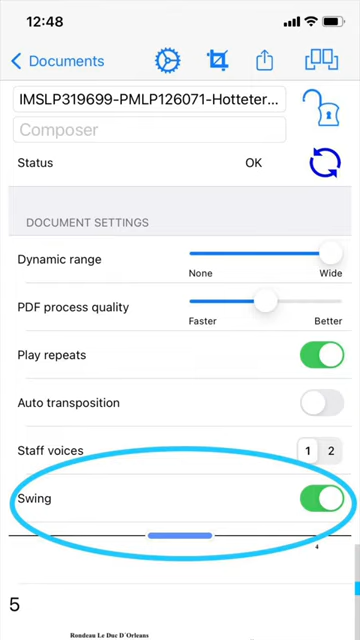 12:48
Documents
IMSLP319699-PMLP126071-Hotteter...
Composer
Status OK
DOCUMENT SETTINGS
Dynamic range
None Wide
PDF process quality
Faster Better
Play repeats
Auto transposition
Staff voices 1 2
Swing
4
5
Rondeau Le Duc D'Orleans